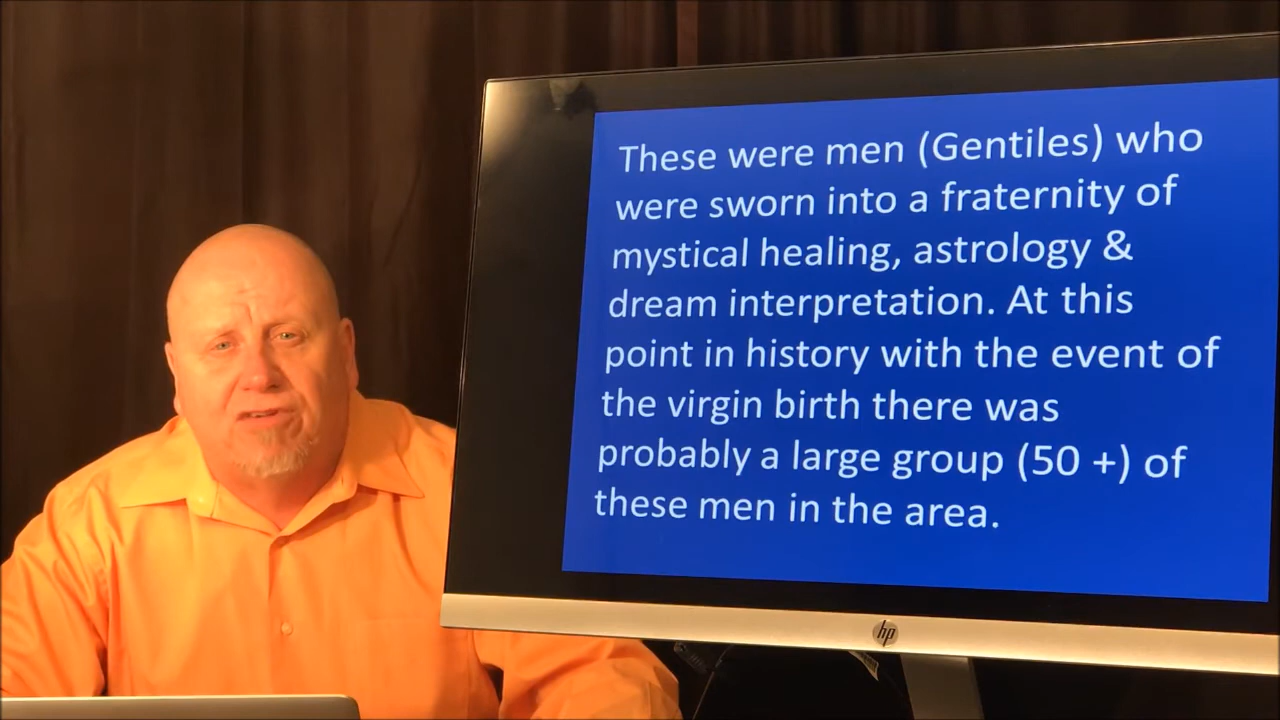 These were men (Gentiles) who
were sworn into a fraternity of
mystical healing, astrology &
dream interpretation. At this
point in history with the event of
the virgin birth there was
probably a large group (50 +) of
these men in the area.
hp